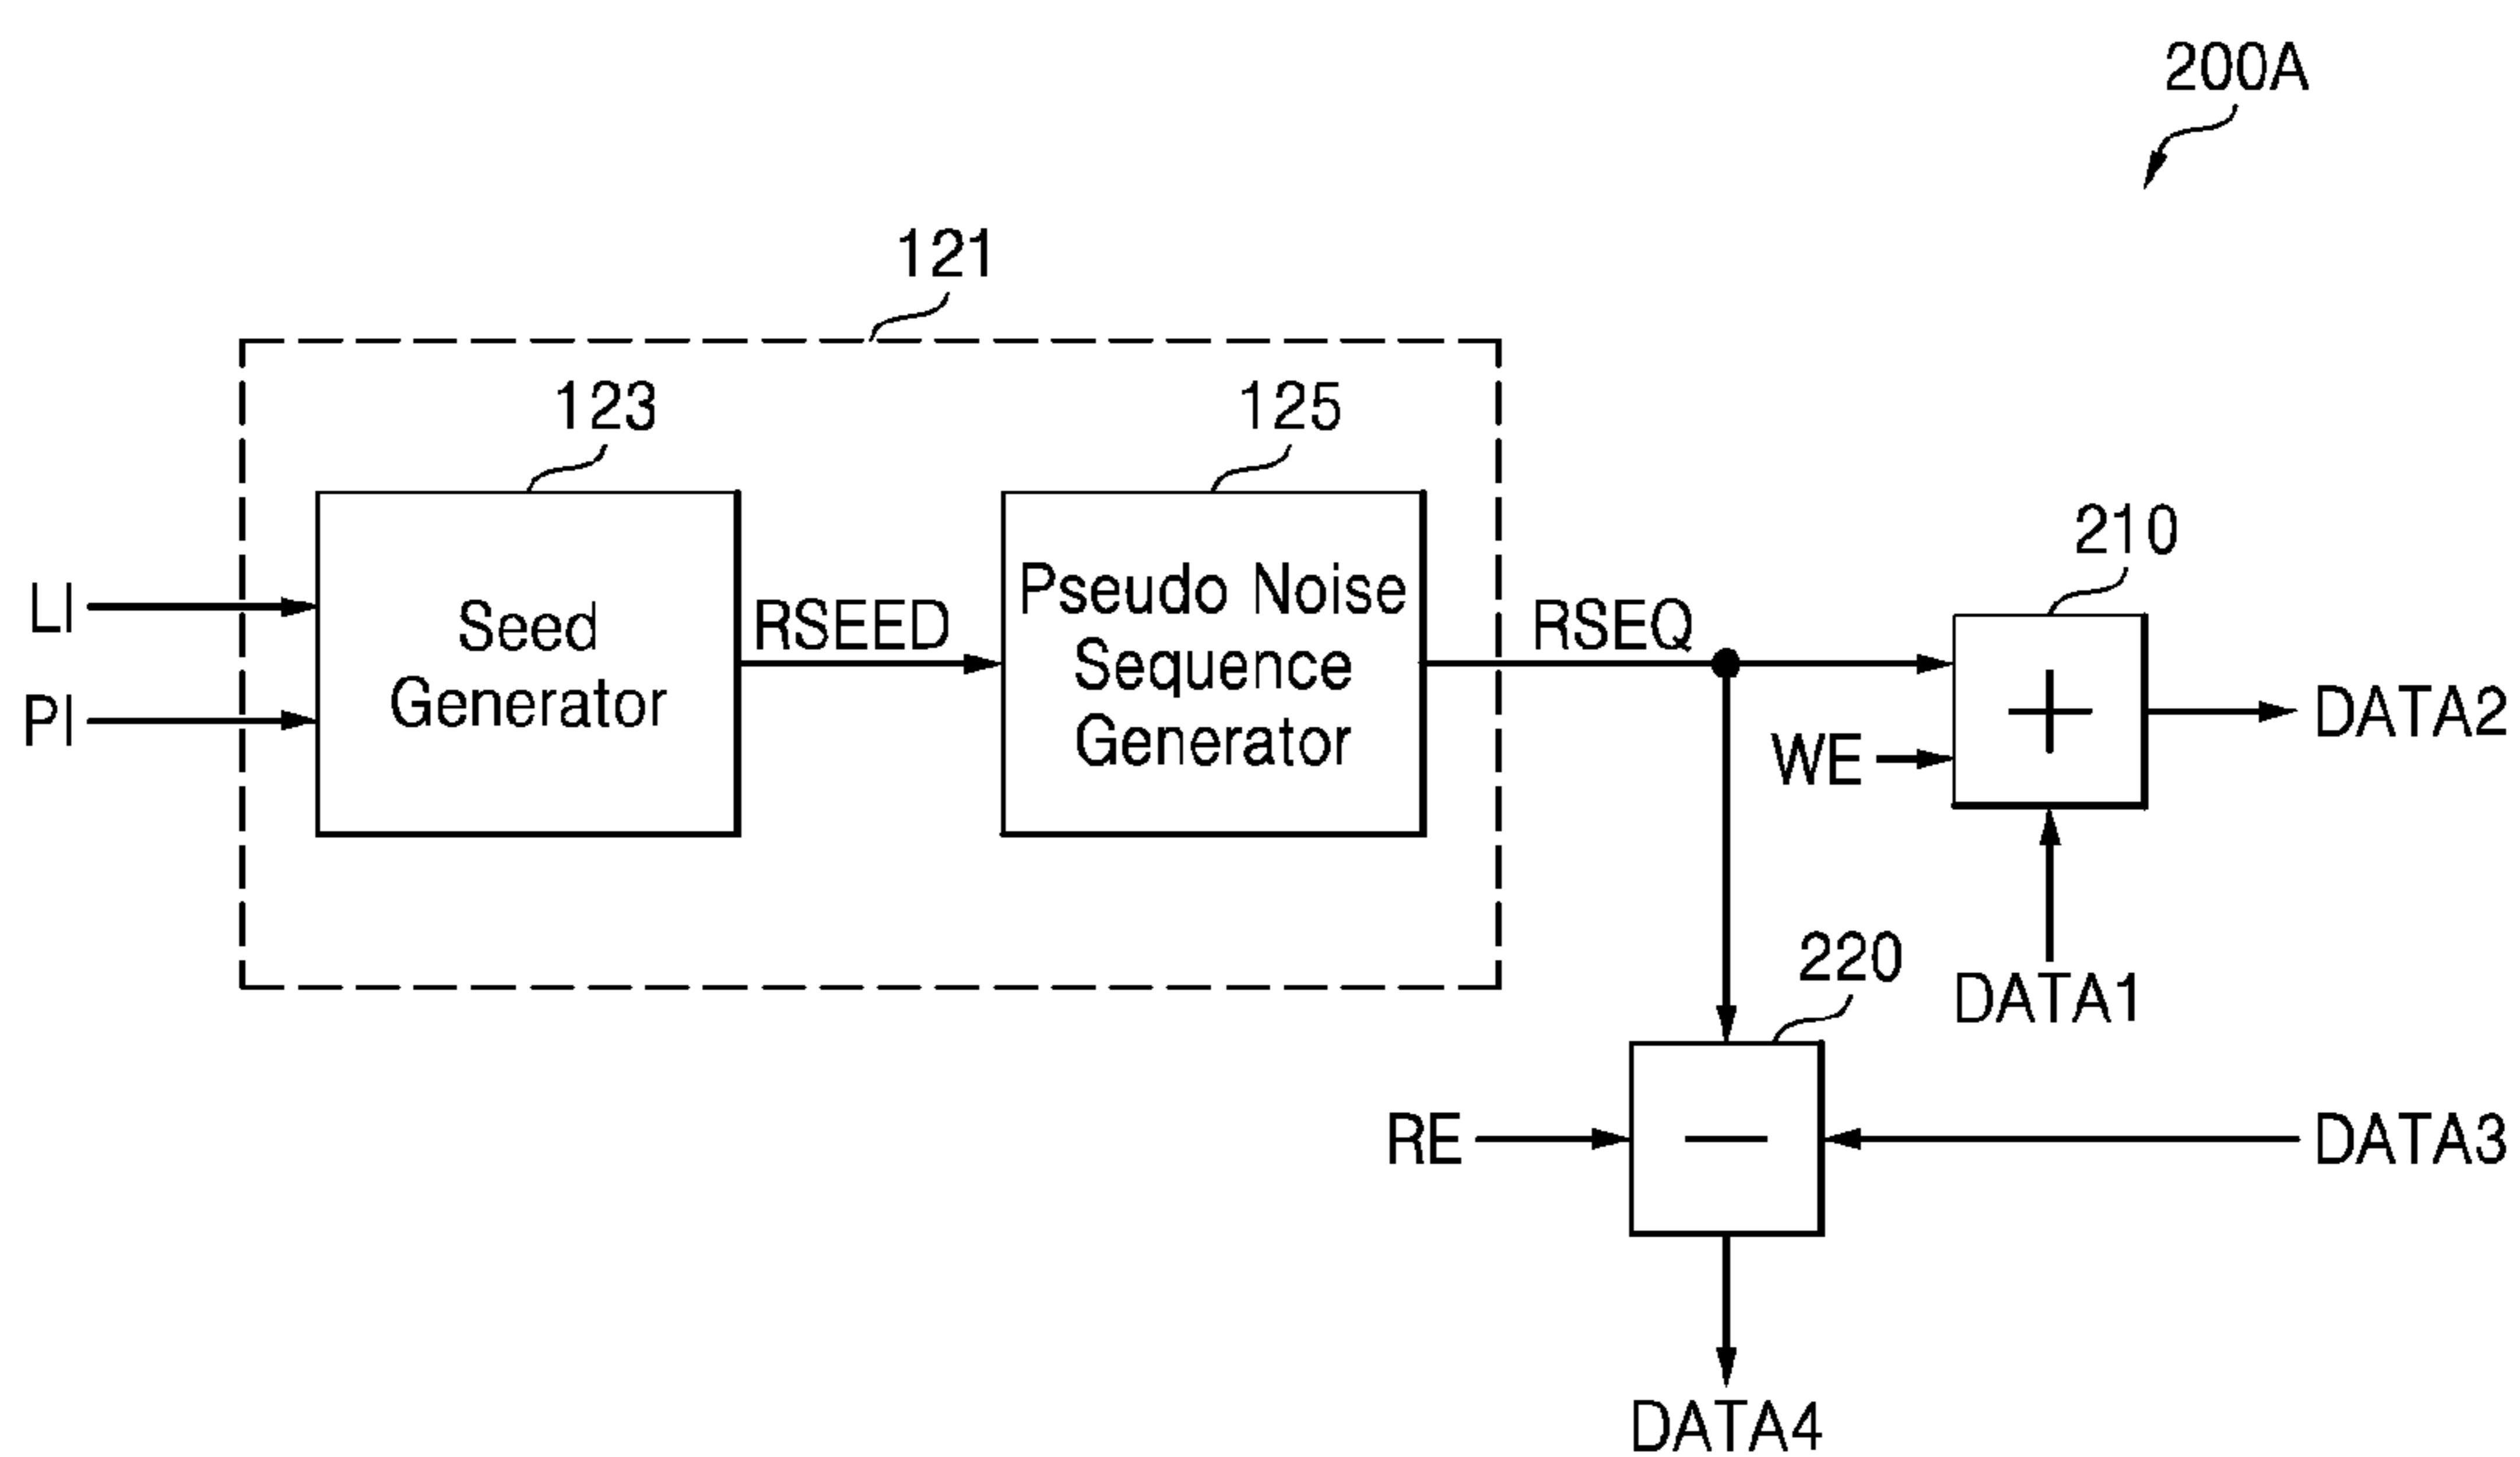 200A
121
123
125
LI
PI
Seed
Generator
RSEED
Pseudo Noise
Sequence
Generator
RSEQ
210
WE
+
DATA2
DATA1
220
RE
−
DATA3
DATA4